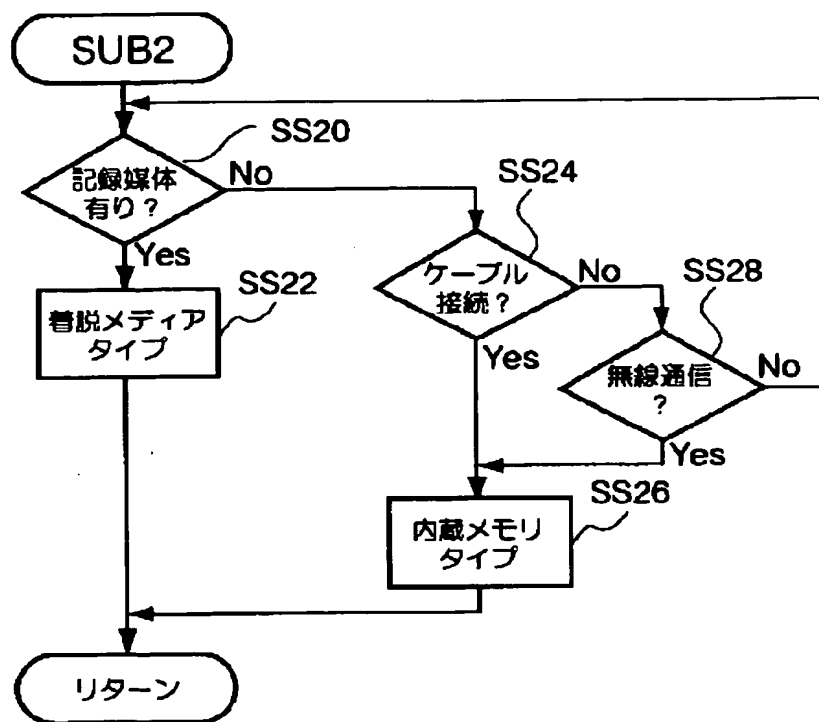 SUB2
SS20
記録媒体
有り？
No
Yes
SS24
ケーブル
接続？
No
Yes
SS28
無線通信
？
No
Yes
SS22
着説メディア
タイプ
SS26
内蔵メモリ
タイプ
リターン